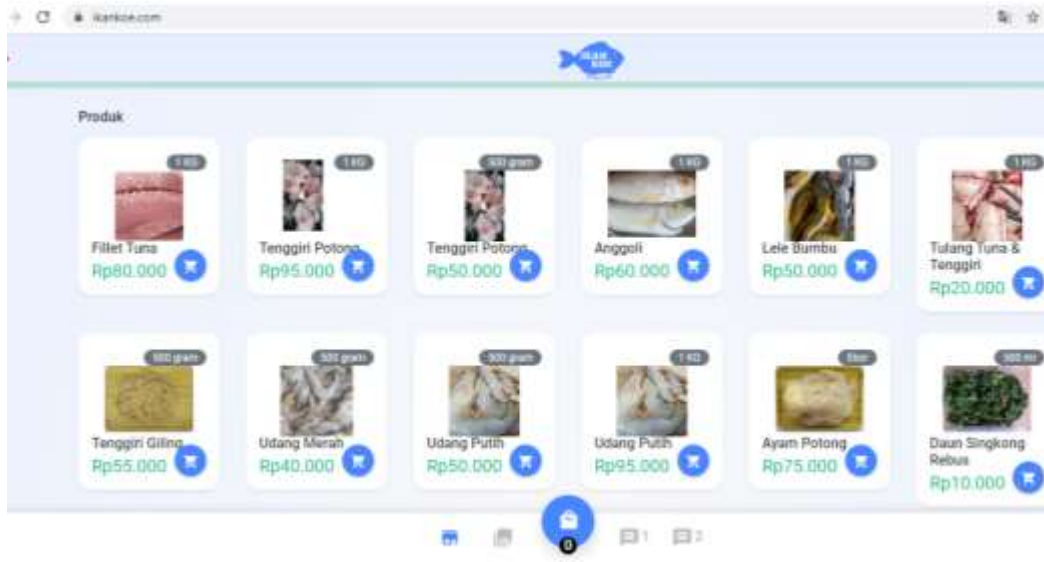 ikankoe.com
IKAN
KOE
Produk
1 KG
Fillet Tuna
Rp80.000
1 KG
Tenggiri Potong
Rp95.000
500 gram
Tenggiri Potong
Rp50.000
1 KG
Anggoli
Rp60.000
1 KG
Lele Bumbu
Rp50.000
1 KG
Tulang Tuna &
Tenggiri
Rp20.000
500 gram
Tenggiri Giling
Rp55.000
500 gram
Udang Merah
Rp40.000
500 gram
Udang Putih
Rp50.000
1 KG
Udang Putih
Rp95.000
Ayam Potong
Rp75.000
Daun Singkong
Rebus
Rp10.000
0
1
2